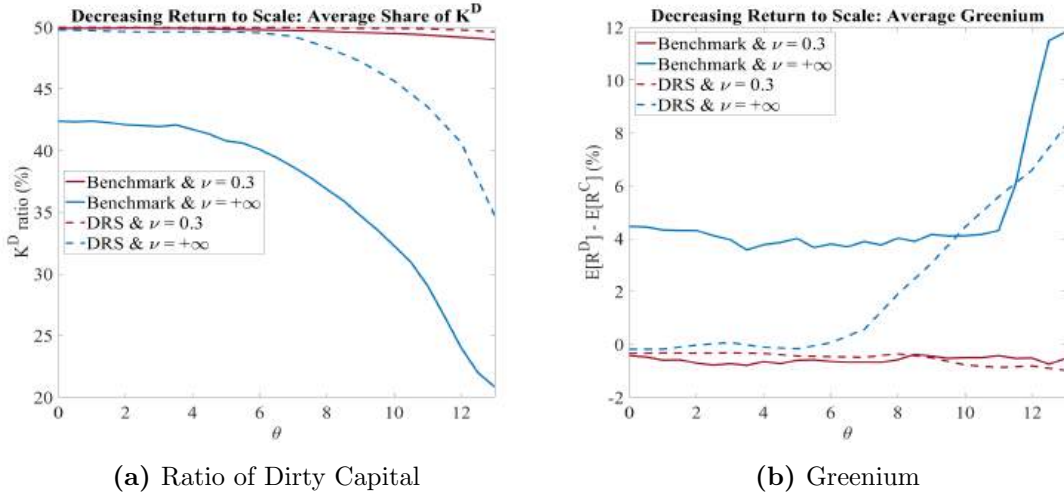 Decreasing Return to Scale: Average Share of K^D
50
45
40
35
30
25
20
K^D ratio (%)
Benchmark & ν = 0.3
Benchmark & ν = +∞
DRS & ν = 0.3
DRS & ν = +∞
0 2 4 6 8 10 12
θ
(a) Ratio of Dirty Capital
Decreasing Return to Scale: Average Greenium
12
10
8
6
4
2
0
-2
E[R^D] - E[R^C] (%)
Benchmark & ν = 0.3
Benchmark & ν = +∞
DRS & ν = 0.3
DRS & ν = +∞
0 2 4 6 8 10 12
θ
(b) Greenium